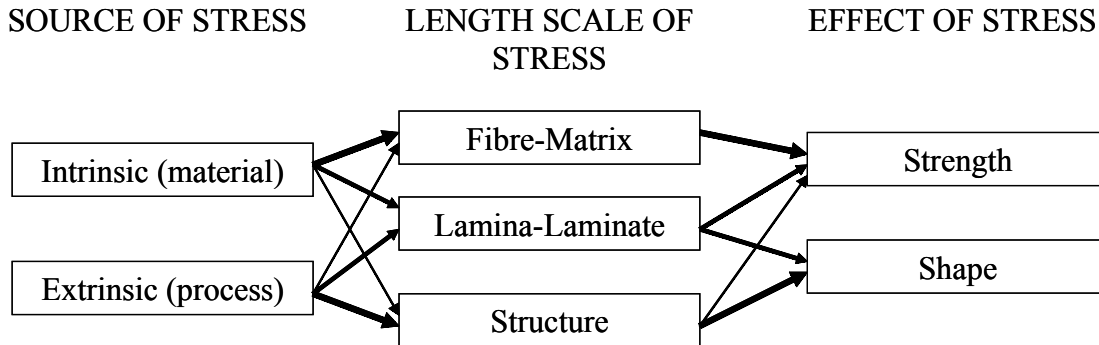 SOURCE OF STRESS
LENGTH SCALE OF
STRESS
EFFECT OF STRESS
Intrinsic (material)
Extrinsic (process)
Fibre-Matrix
Lamina-Laminate
Structure
Strength
Shape